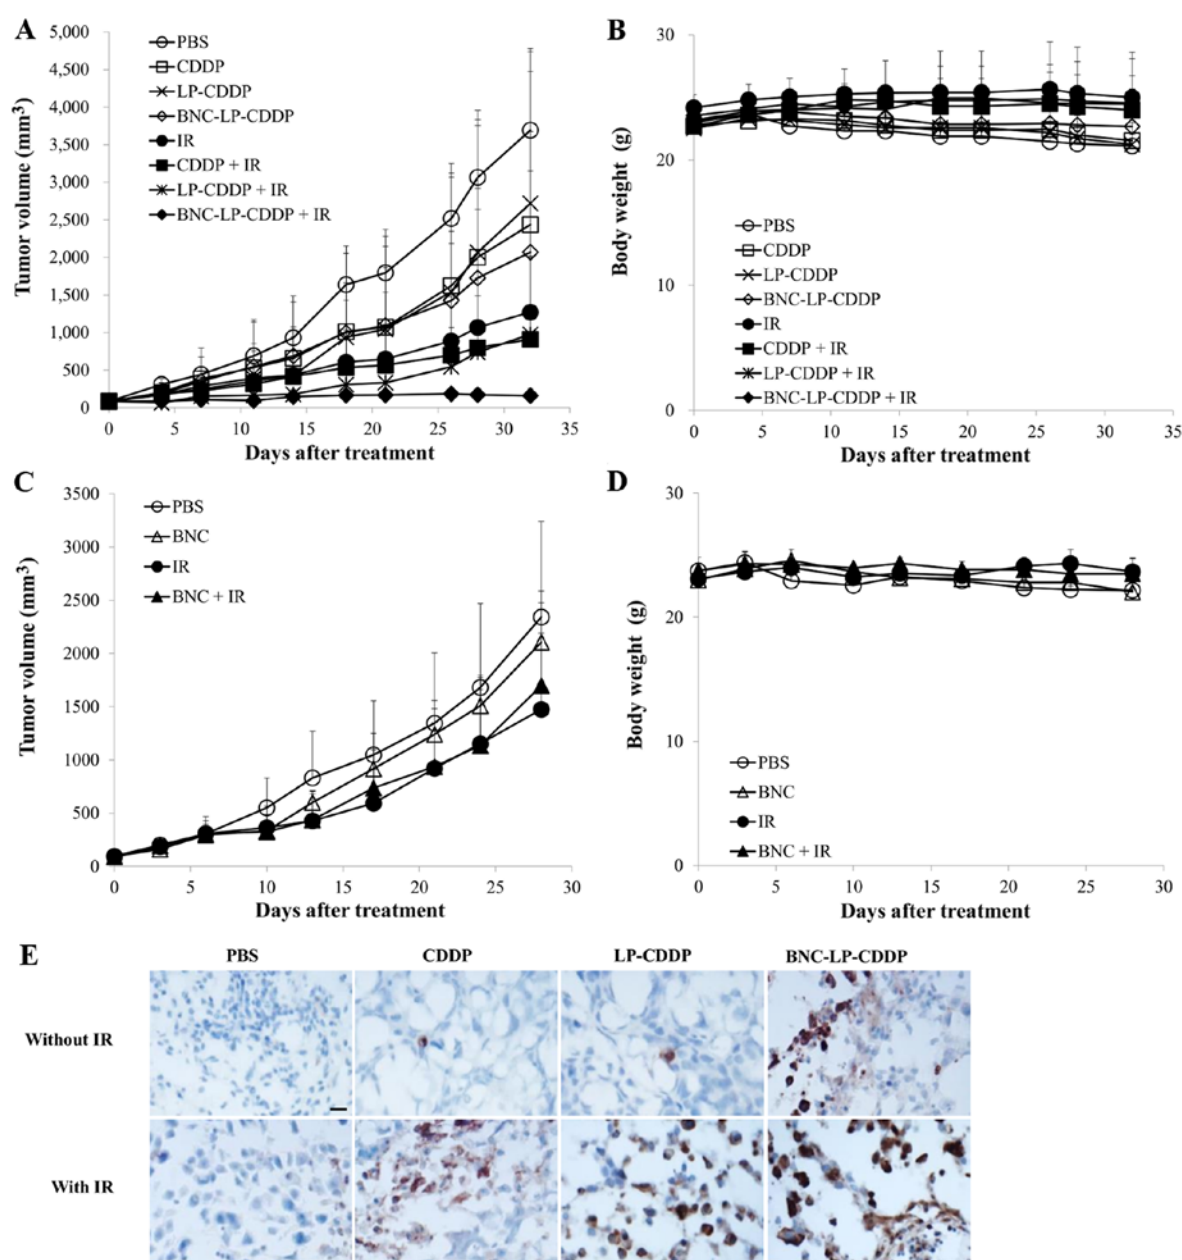 A
Tumor volume (mm³)
5,000
4,500
4,000
3,500
3,000
2,500
2,000
1,500
1,000
500
0
PBS
CDDP
LP-CDDP
BNC-LP-CDDP
IR
CDDP + IR
LP-CDDP + IR
BNC-LP-CDDP + IR
0 5 10 15 20 25 30 35
Days after treatment
B
Body weight (g)
30
20
10
0
PBS
CDDP
LP-CDDP
BNC-LP-CDDP
IR
CDDP + IR
LP-CDDP + IR
BNC-LP-CDDP + IR
0 5 10 15 20 25 30 35
Days after treatment
C
Tumor volume (mm³)
3500
3000
2500
2000
1500
1000
500
0
PBS
BNC
IR
BNC + IR
0 5 10 15 20 25 30
Days after treatment
D
Body weight (g)
30
20
10
0
PBS
BNC
IR
BNC + IR
0 5 10 15 20 25 30
Days after treatment
E
PBS CDDP LP-CDDP BNC-LP-CDDP
Without IR
With IR